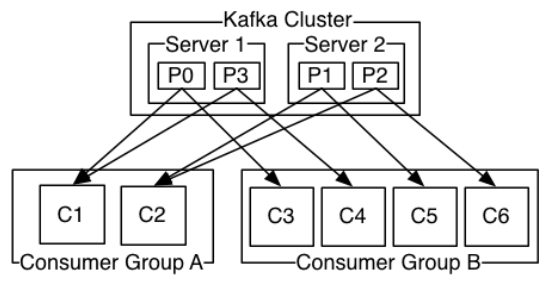 Kafka Cluster
Server 1
Server 2
P0
P3
P1
P2
C1
C2
C3
C4
C5
C6
Consumer Group A
Consumer Group B